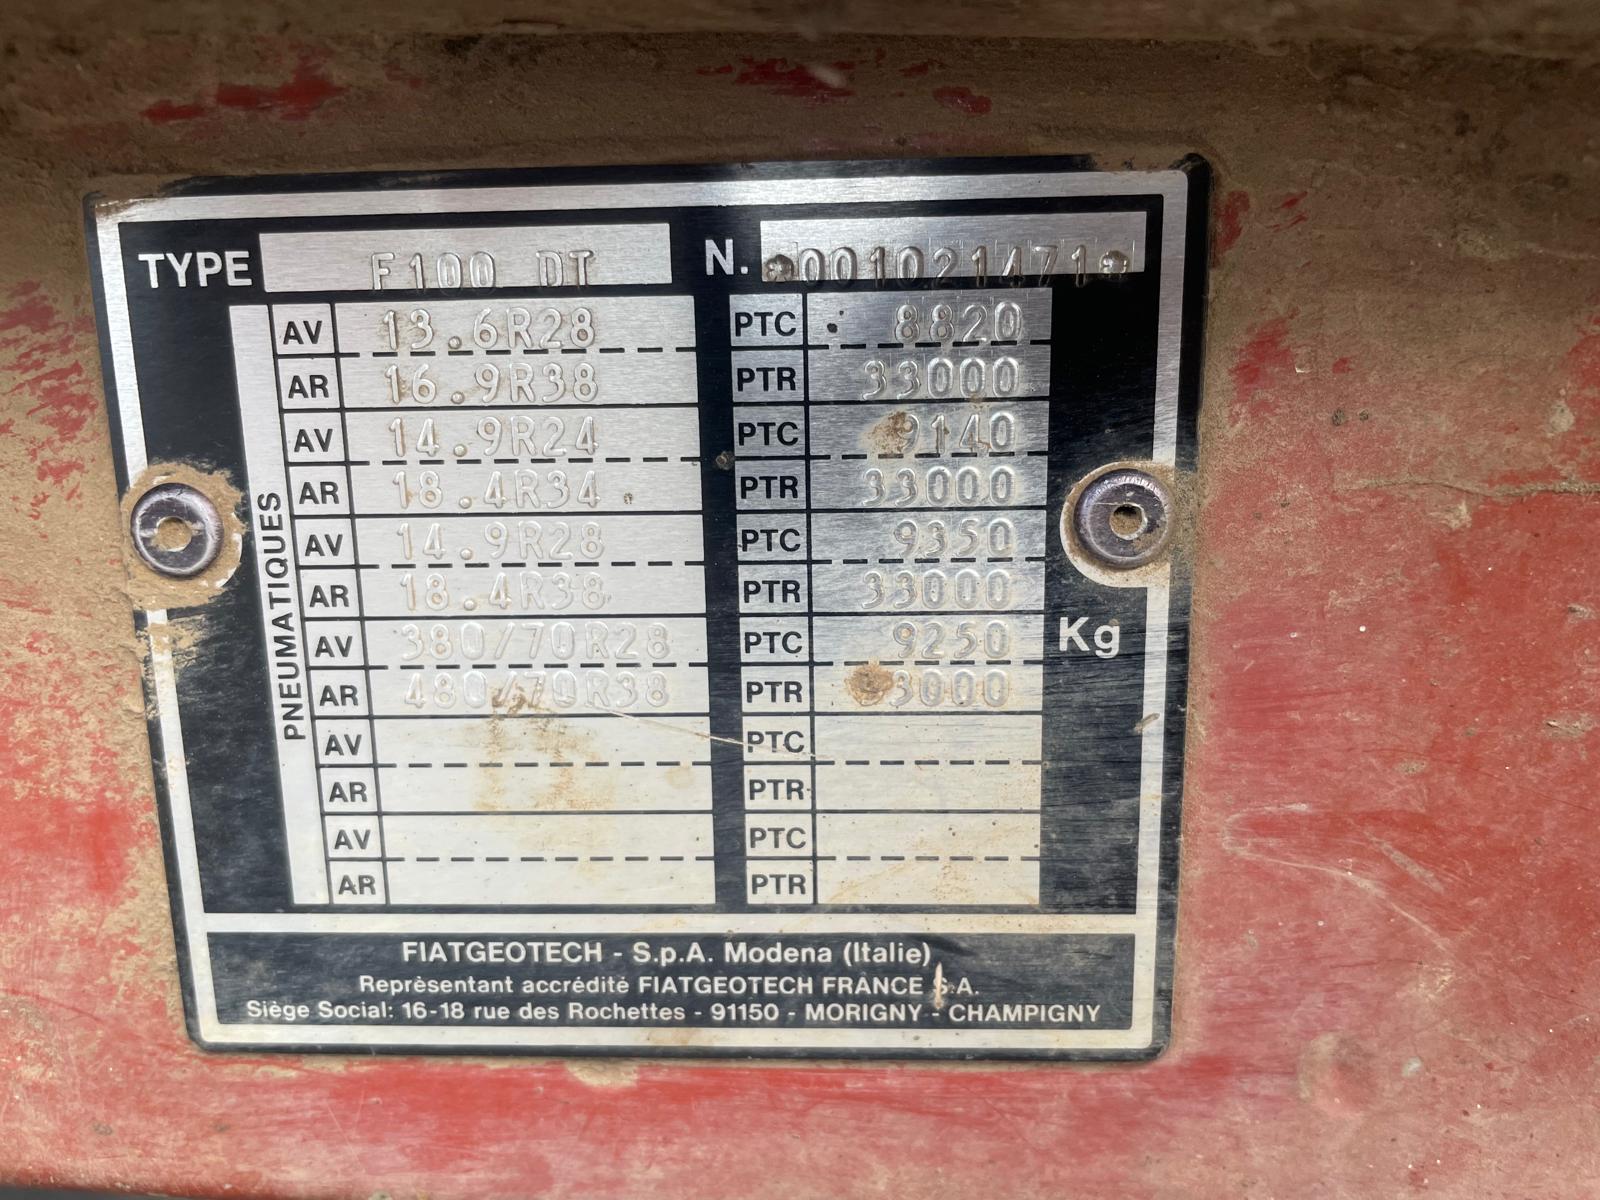 TYPE F100 DT N. *001021471*
PNEUMATIQUES
AV 13.6R28 PTC 8820
AR 16.9R38 PTR 33000
AV 14.9R24 PTC 9140
AR 18.4R34 PTR 33000
AV 14.9R28 PTC 9350
AR 18.4R38 PTR 33000
AV 380/70R28 PTC 9250 Kg
AR 480/70R38 PTR
AV PTC
AR PTR
AV PTC
AR PTR
FIATGEOTECH - S.p.A. Modena (Italie)
Représentant accrédité FIATGEOTECH FRANCE S.A.
Siège Social: 16-18 rue des Rochettes - 91150 - MORIGNY - CHAMPIGNY